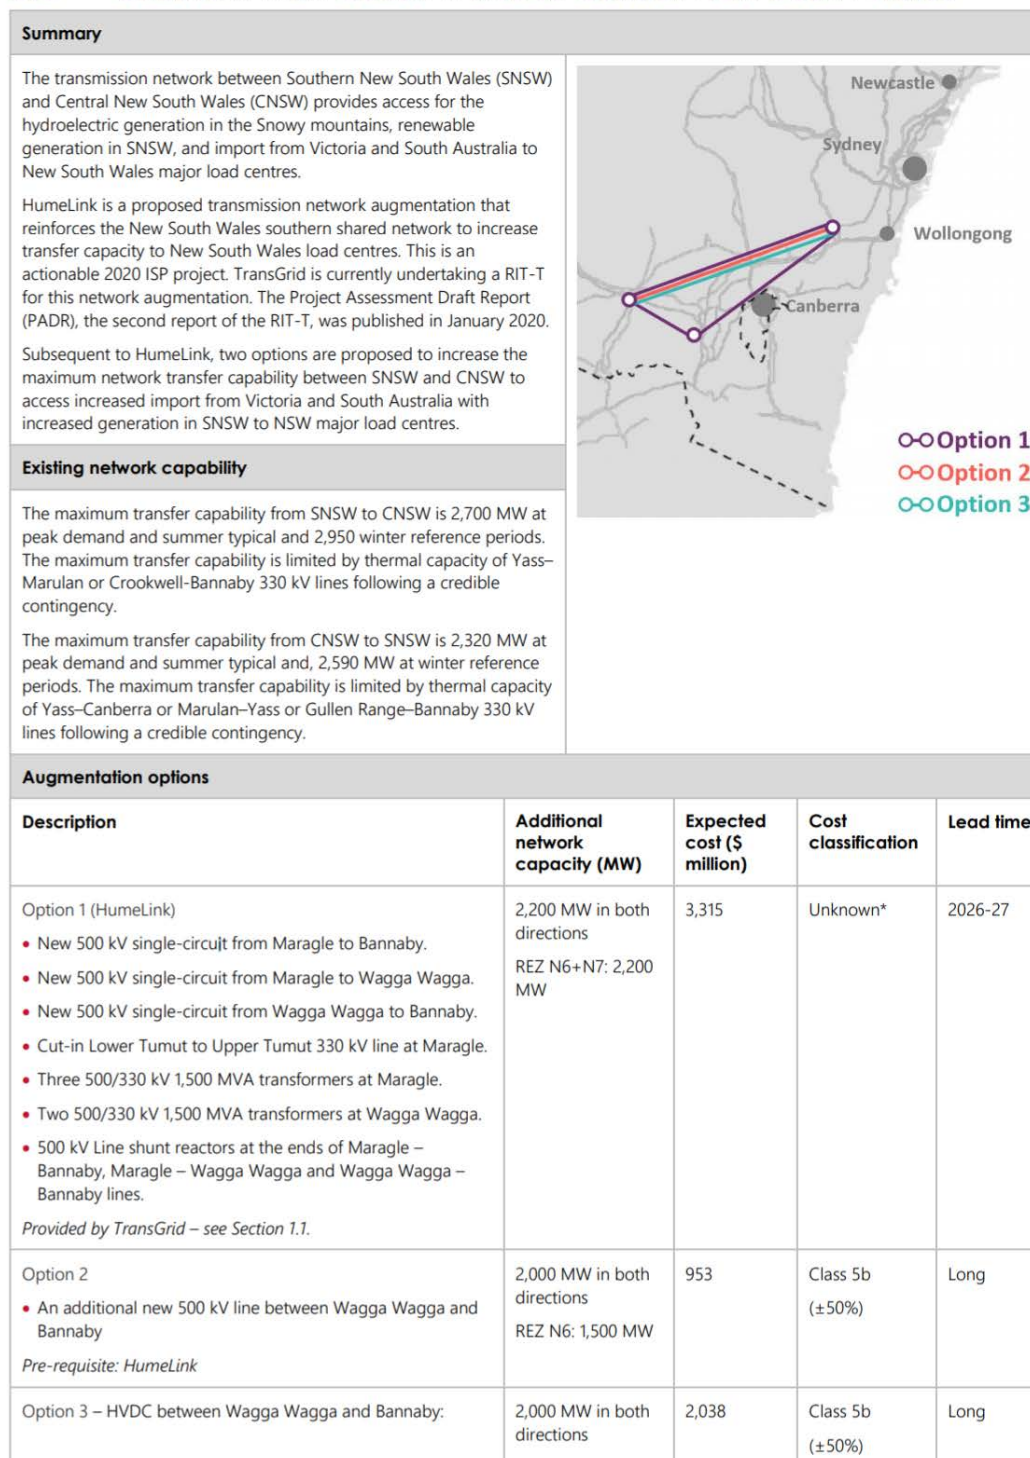 Summary
The transmission network between Southern New South Wales (SNSW)
and Central New South Wales (CNSW) provides access for the
hydroelectric generation in the Snowy mountains, renewable
generation in SNSW, and import from Victoria and South Australia to
New South Wales major load centres.
HumeLink is a proposed transmission network augmentation that
reinforces the New South Wales southern shared network to increase
transfer capacity to New South Wales load centres. This is an
actionable 2020 ISP project. TransGrid is currently undertaking a RIT-T
for this network augmentation. The Project Assessment Draft Report
(PADR), the second report of the RIT-T, was published in January 2020.
Subsequent to HumeLink, two options are proposed to increase the
maximum network transfer capability between SNSW and CNSW to
access increased import from Victoria and South Australia with
increased generation in SNSW to NSW major load centres.
Newcastle
Sydney
Wollongong
Canberra
Option 1
Option 2
Option 3
Existing network capability
The maximum transfer capability from SNSW to CNSW is 2,700 MW at
peak demand and summer typical and 2,950 winter reference periods.
The maximum transfer capability is limited by thermal capacity of Yass–
Marulan or Crookwell-Bannaby 330 kV lines following a credible
contingency.
The maximum transfer capability from CNSW to SNSW is 2,320 MW at
peak demand and summer typical and, 2,590 MW at winter reference
periods. The maximum transfer capability is limited by thermal capacity
of Yass–Canberra or Marulan–Yass or Gullen Range–Bannaby 330 kV
lines following a credible contingency.
Augmentation options
Description
Additional
network
capacity (MW)
Expected
cost ($
million)
Cost
classification
Lead time
Option 1 (HumeLink)
• New 500 kV single-circuit from Maragle to Bannaby.
• New 500 kV single-circuit from Maragle to Wagga Wagga.
• New 500 kV single-circuit from Wagga Wagga to Bannaby.
• Cut-in Lower Tumut to Upper Tumut 330 kV line at Maragle.
• Three 500/330 kV 1,500 MVA transformers at Maragle.
• Two 500/330 kV 1,500 MVA transformers at Wagga Wagga.
• 500 kV Line shunt reactors at the ends of Maragle –
Bannaby, Maragle – Wagga Wagga and Wagga Wagga –
Bannaby lines.
Provided by TransGrid – see Section 1.1.
2,200 MW in both
directions
REZ N6+N7: 2,200
MW
3,315
Unknown*
2026-27
Option 2
• An additional new 500 kV line between Wagga Wagga and
Bannaby
Pre-requisite: HumeLink
2,000 MW in both
directions
REZ N6: 1,500 MW
953
Class 5b
(±50%)
Long
Option 3 – HVDC between Wagga Wagga and Bannaby:
2,000 MW in both
directions
2,038
Class 5b
(±50%)
Long